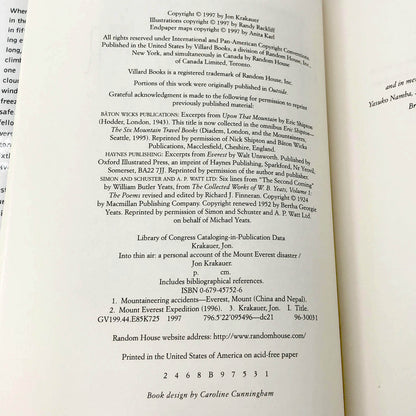 Copyright © 1997 by Jon Krakauer
Illustrations copyright © 1997 by Randy Rackliff
Endpaper maps copyright © 1997 by Anita Karl
All rights reserved under International and Pan-American Copyright Conventions.
Published in the United States by Villard Books, a division of Random House, Inc.,
New York, and simultaneously in Canada by Random House
of Canada Limited, Toronto.
Villard Books is a registered trademark of Random House, Inc.
Portions of this work were originally published in Outside.
Grateful acknowledgment is made to the following for permission to reprint
previously published material:
BÂTON WICKS PUBLICATIONS: Excerpts from Upon That Mountain by Eric Shipton
(Hodder, London, 1943). This title is now collected in the omnibus Eric Shipton—
The Six Mountain Travel Books (Diadem, London, and the Mountaineers,
Seattle, 1995). Reprinted by permission of Nick Shipton and Bâton Wicks
Publications, Macclesfield, Cheshire, England.
HAYNES PUBLISHING: Excerpts from Everest by Walt Unsworth. Published by
Oxford Illustrated Press, an imprint of Haynes Publishing, Sparkford, Nr Yeovil,
Somerset, BA22 7JJ. Reprinted by permission of the author and publisher.
SIMON AND SCHUSTER AND A. P. WATT LTD: Six lines from "The Second Coming"
by William Butler Yeats, from The Collected Works of W. B. Yeats, Volume 1:
The Poems revised and edited by Richard J. Finneran. Copyright © 1924
by Macmillan Publishing Company. Copyright renewed 1952 by Bertha Georgie
Yeats. Reprinted by permission of Simon and Schuster and A. P. Watt Ltd.
on behalf of Michael Yeats.
Library of Congress Cataloging-in-Publication Data
Krakauer, Jon.
Into thin air: a personal account of the Mount Everest disaster /
Jon Krakauer.
p. cm.
Includes bibliographical references.
ISBN 0-679-45752-6
1. Mountaineering accidents—Everest, Mount (China and Nepal).
2. Mount Everest Expedition (1996). 3. Krakauer, Jon. I. Title.
GV199.44.E85K725 1997 796.5'22'095496—dc21 96-30031
Random House website address: http://www.randomhouse.com/
Printed in the United States of America on acid-free paper
2 4 6 8 B 9 7 5 3 1
Book design by Caroline Cunningham
and in me
Yasuko Namba,
Br
Whe
in fif
ing e
long,
climb
one
cloud
wind
freez
safe
fello